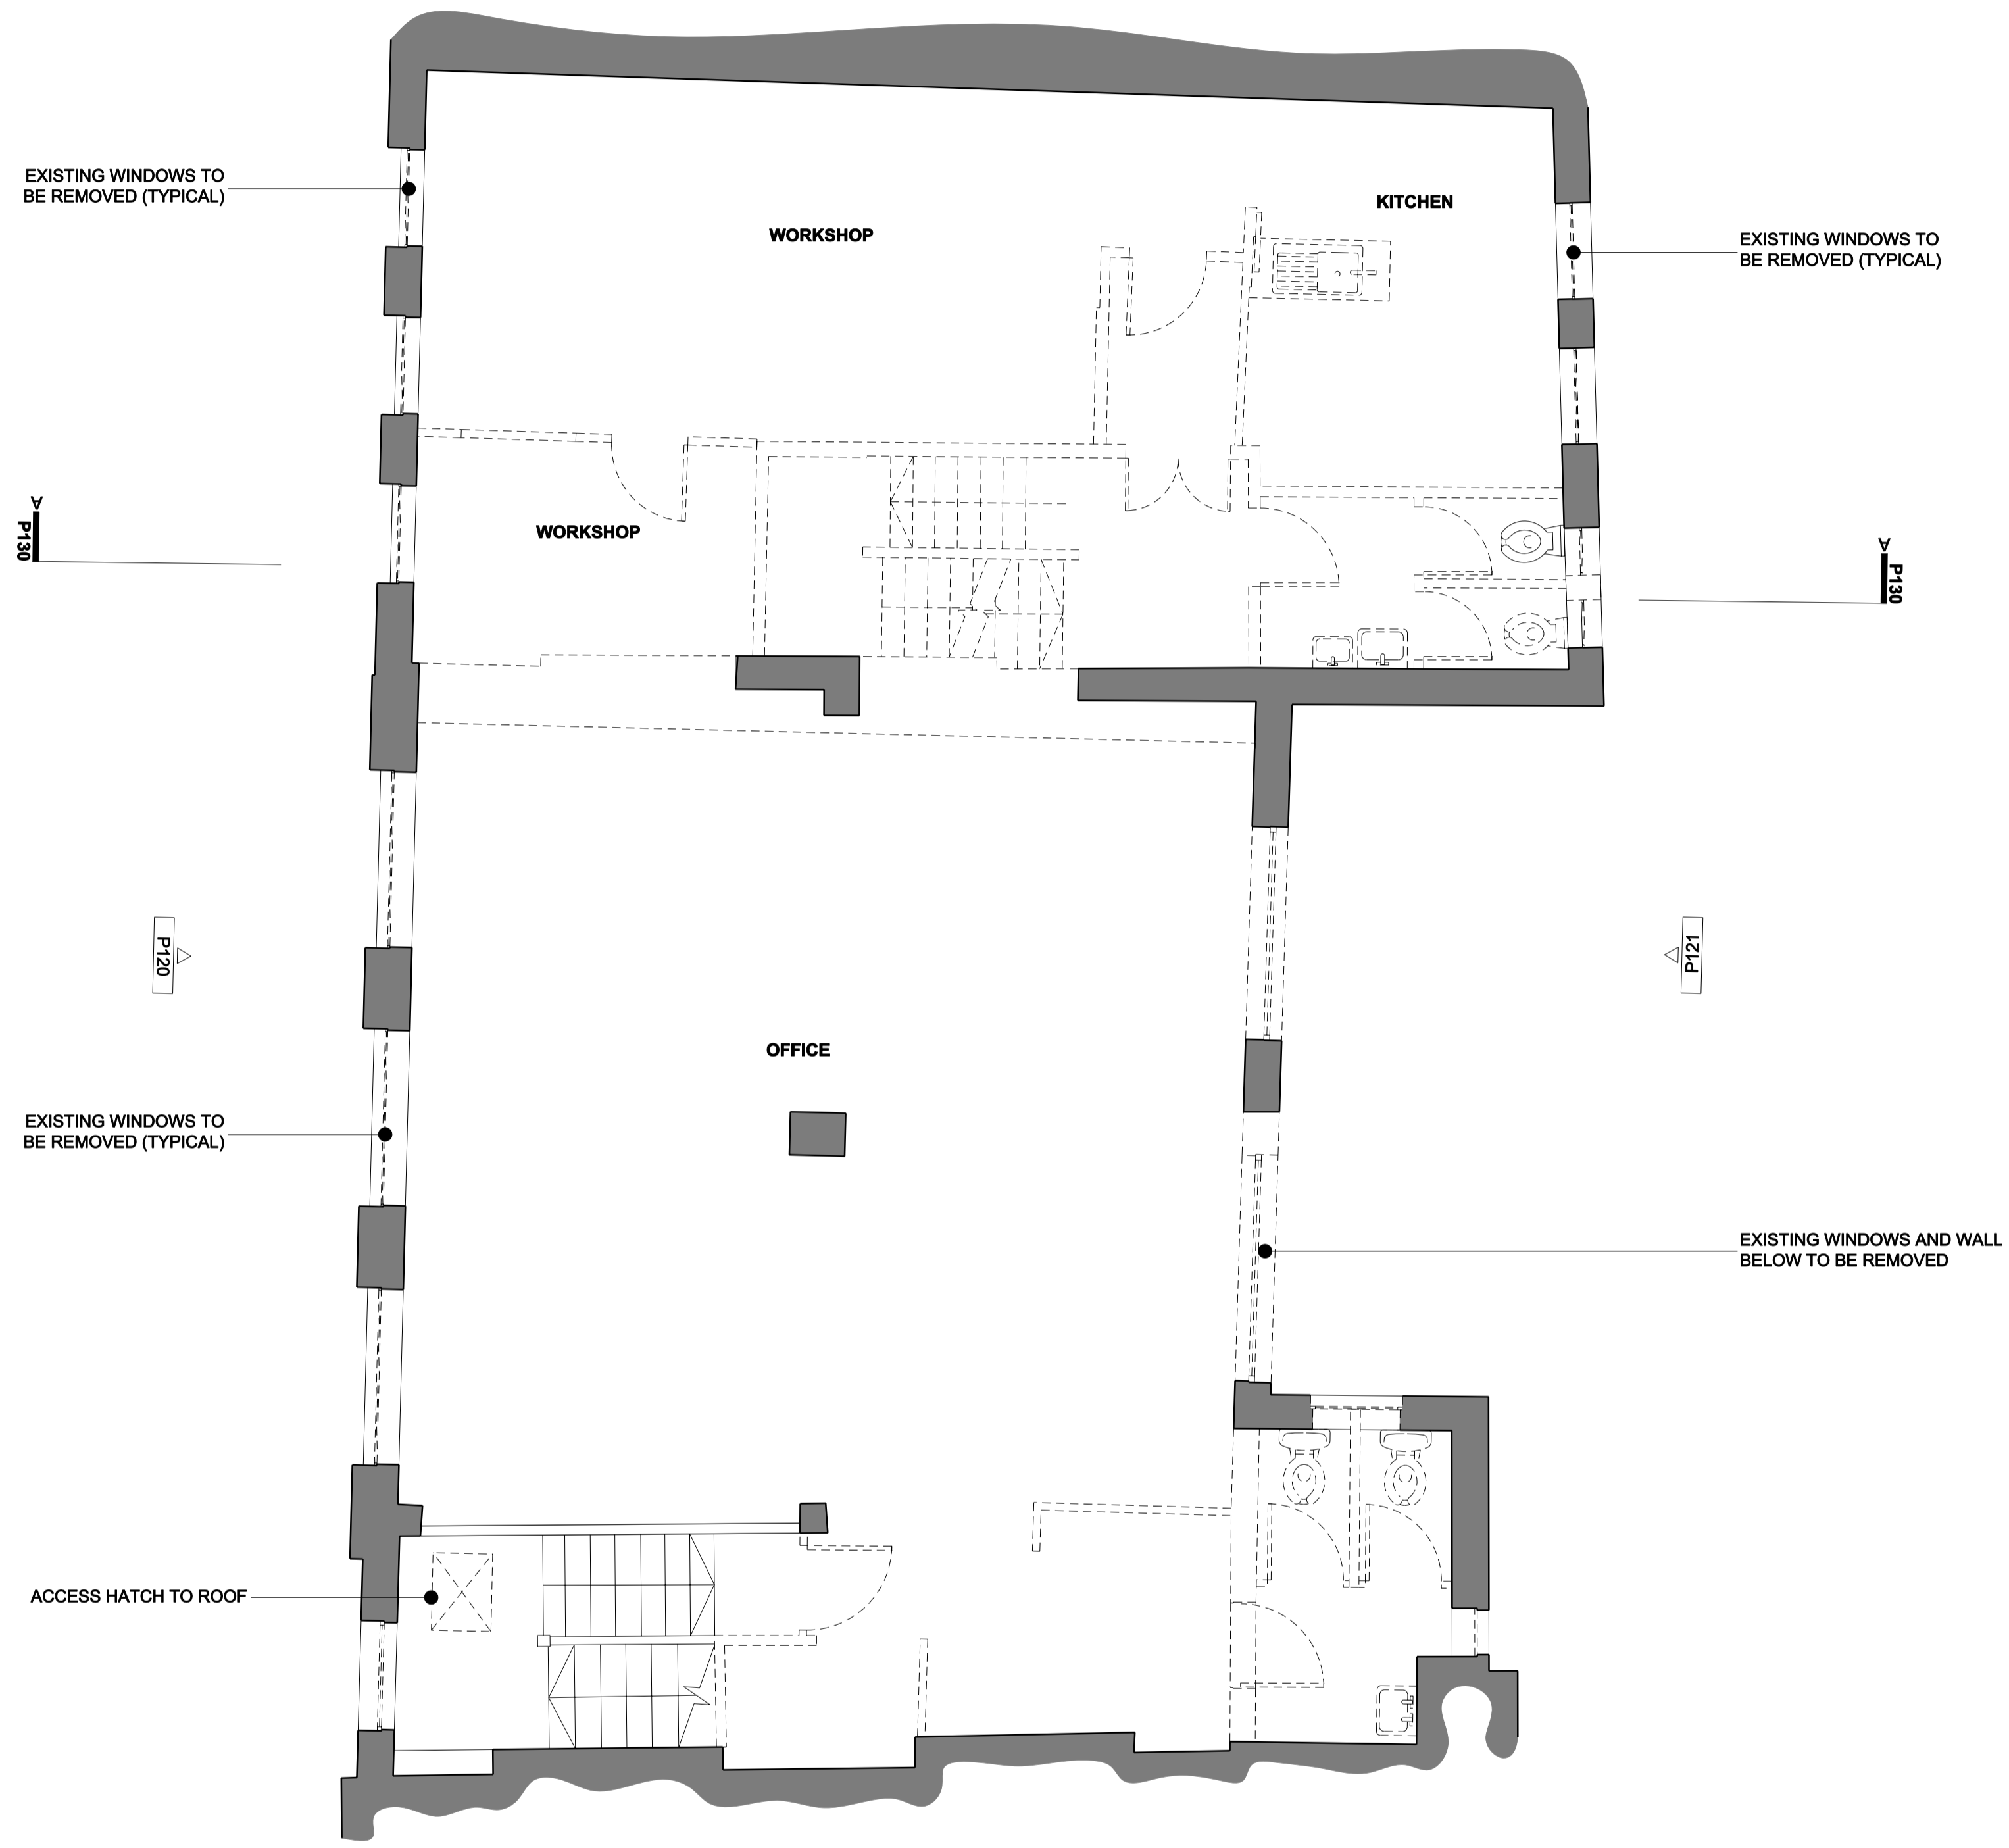 EXISTING WINDOWS TO
BE REMOVED (TYPICAL)
WORKSHOP
KITCHEN
EXISTING WINDOWS TO
BE REMOVED (TYPICAL)
A
P130
WORKSHOP
A
P130
P120
P121
OFFICE
EXISTING WINDOWS TO
BE REMOVED (TYPICAL)
EXISTING WINDOWS AND WALL
BELOW TO BE REMOVED
ACCESS HATCH TO ROOF